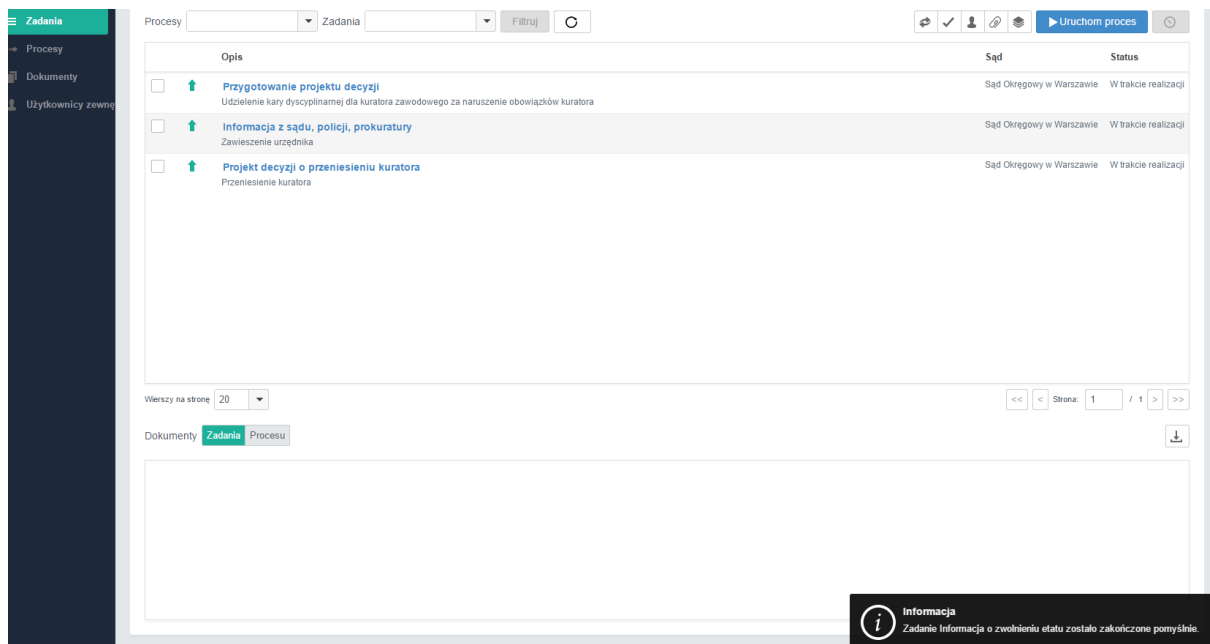 Zadania
Procesy
Dokumenty
Użytkownicy zewnę
Procesy Zadania Filtruj Uruchom proces
Opis Sąd Status
Przygotowanie projektu decyzji Sąd Okręgowy w Warszawie W trakcie realizacji
Udzielenie kary dyscyplinarnej dla kuratora zawodowego za naruszenie obowiązków kuratora
Informacja z sądu, policji, prokuratury Sąd Okręgowy w Warszawie W trakcie realizacji
Zawieszenie urzędnika
Projekt decyzji o przeniesieniu kuratora Sąd Okręgowy w Warszawie W trakcie realizacji
Przeniesienie kuratora
Wierszy na stronę 20 << < Strona: 1 / 1 > >>
Dokumenty Zadania Procesu
Informacja
Zadanie Informacja o zwolnieniu etatu zostało zakończone pomyślnie.